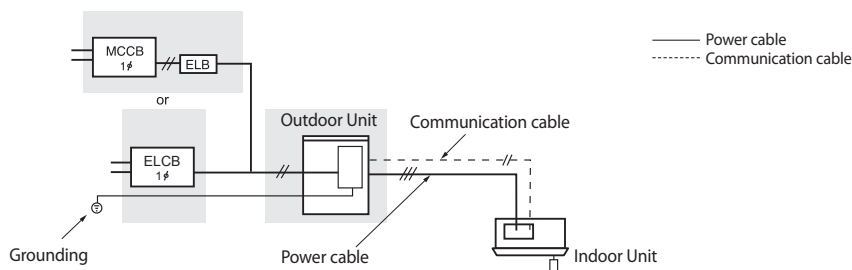 MCCB
1ϕ
ELB
Power cable
Communication cable
or
Outdoor Unit
Communication cable
ELCB
1ϕ
Grounding
Power cable
Indoor Unit